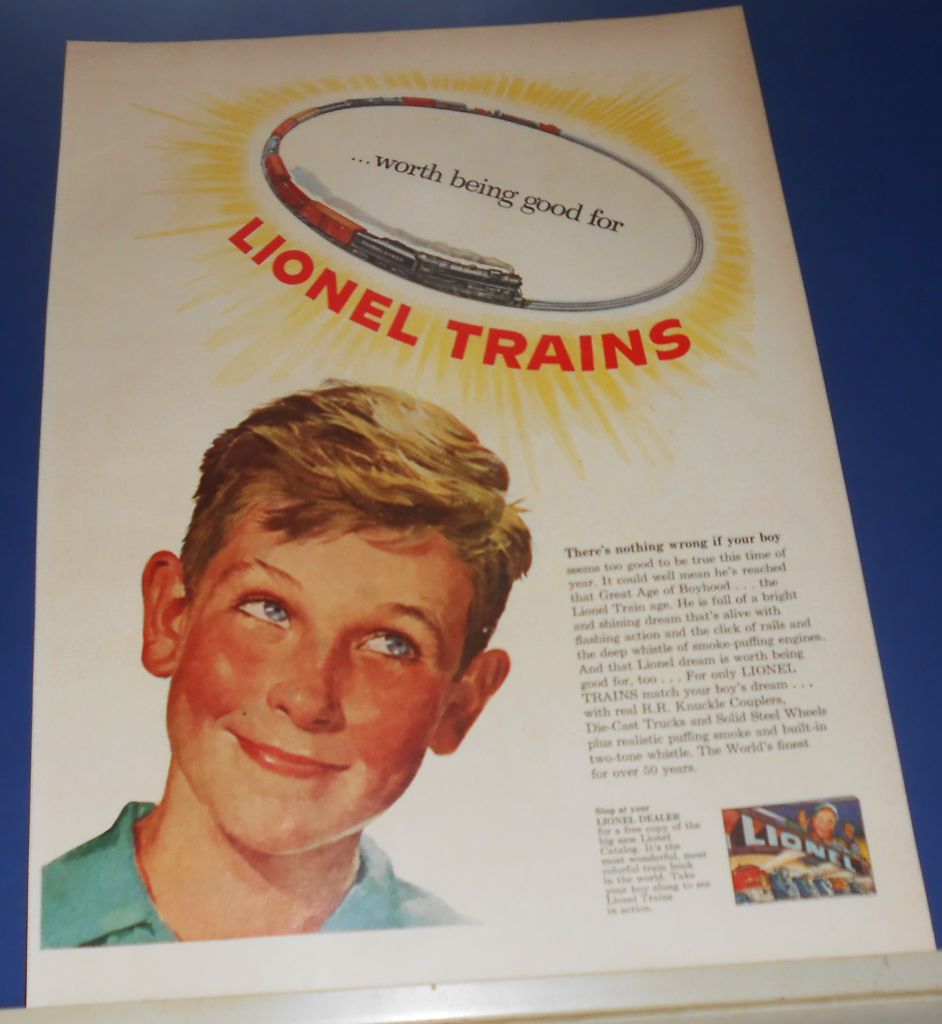 ...worth being good for
LIONEL TRAINS
There's nothing wrong if your boy
seems too good to be true this time of
year. It could well mean he's reached
that Great Age of Boyhood . . . the
Lionel Train age. He is full of a bright
and shining dream that's alive with
flashing action and the click of rails and
the deep whistle of smoke-puffing engines.
And that Lionel dream is worth being
good for, too . . . For only LIONEL
TRAINS match your boy's dream . . .
with real R.R. Knuckle Couplers,
Die-Cast Trucks and Solid Steel Wheels
plus realistic puffing smoke and built-in
two-tone whistle. The World's finest
for over 50 years.
Stop at your
LIONEL DEALER
for a free copy of the
big new Lionel
Catalog. It's the
most wonderful, most
colorful train book
in the world. Take
your boy along to see
Lionel Trains
in action.
LIONEL